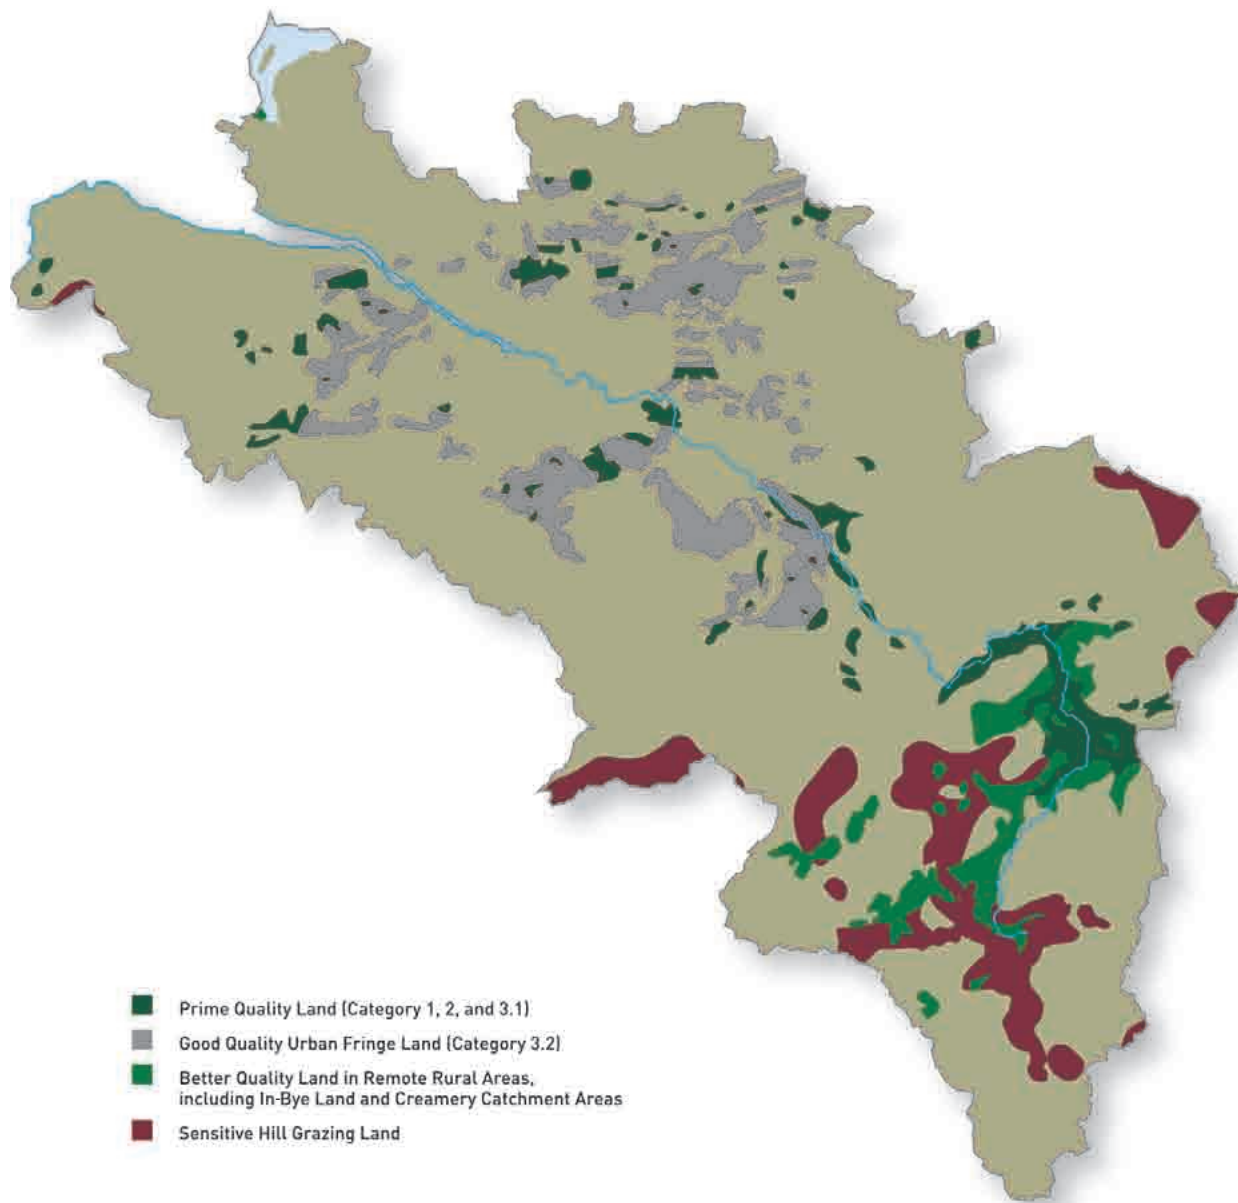 Prime Quality Land (Category 1, 2, and 3.1)
Good Quality Urban Fringe Land (Category 3.2)
Better Quality Land in Remote Rural Areas,
including In-Bye Land and Creamery Catchment Areas
Sensitive Hill Grazing Land